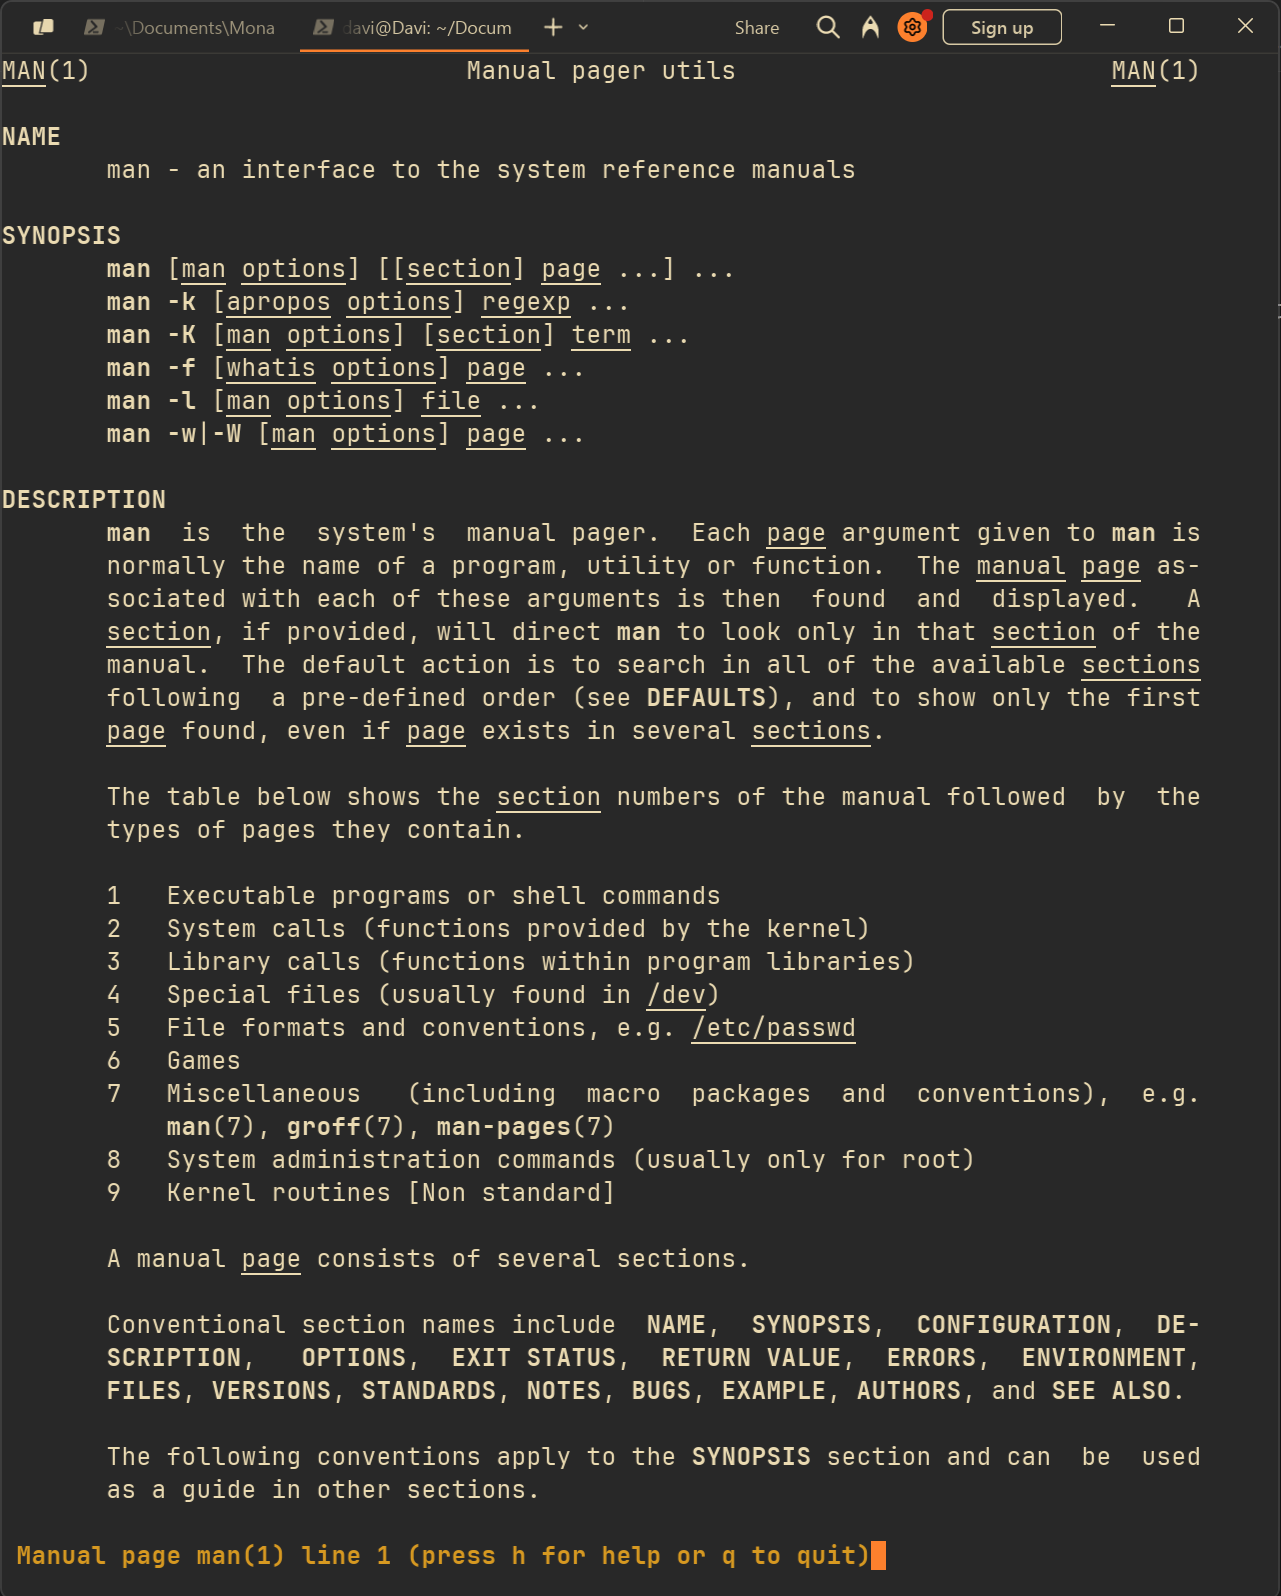 ~\Documents\Mona davi@Davi: ~/Docum Share Sign up
MAN(1) Manual pager utils MAN(1)
NAME
man - an interface to the system reference manuals
SYNOPSIS
man [man options] [[section] page ...] ...
man -k [apropos options] regexp ...
man -K [man options] [section] term ...
man -f [whatis options] page ...
man -l [man options] file ...
man -w|-W [man options] page ...
DESCRIPTION
man is the system's manual pager. Each page argument given to man is
normally the name of a program, utility or function. The manual page as-
sociated with each of these arguments is then found and displayed. A
section, if provided, will direct man to look only in that section of the
manual. The default action is to search in all of the available sections
following a pre-defined order (see DEFAULTS), and to show only the first
page found, even if page exists in several sections.
The table below shows the section numbers of the manual followed by the
types of pages they contain.
1 Executable programs or shell commands
2 System calls (functions provided by the kernel)
3 Library calls (functions within program libraries)
4 Special files (usually found in /dev)
5 File formats and conventions, e.g. /etc/passwd
6 Games
7 Miscellaneous (including macro packages and conventions), e.g.
man(7), groff(7), man-pages(7)
8 System administration commands (usually only for root)
9 Kernel routines [Non standard]
A manual page consists of several sections.
Conventional section names include NAME, SYNOPSIS, CONFIGURATION, DE-
SCRIPTION, OPTIONS, EXIT STATUS, RETURN VALUE, ERRORS, ENVIRONMENT,
FILES, VERSIONS, STANDARDS, NOTES, BUGS, EXAMPLE, AUTHORS, and SEE ALSO.
The following conventions apply to the SYNOPSIS section and can be used
as a guide in other sections.
Manual page man(1) line 1 (press h for help or q to quit)